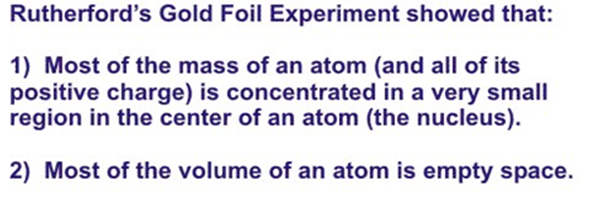 Rutherford's Gold Foil Experiment showed that:
1) Most of the mass of an atom (and all of its
positive charge) is concentrated in a very small
region in the center of an atom (the nucleus).
2) Most of the volume of an atom is empty space.